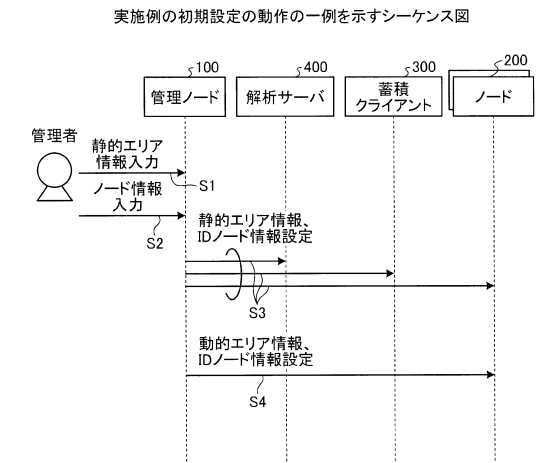 実施例の初期設定の動作の一例を示すシーケンス図
100
400
300
200
管理ノード
解析サーバ
蓄積
クライアント
ノード
管理者
静的エリア
情報入力
S1
ノード情報
入力
S2
静的エリア情報、
IDノード情報設定
S3
動的エリア情報、
IDノード情報設定
S4